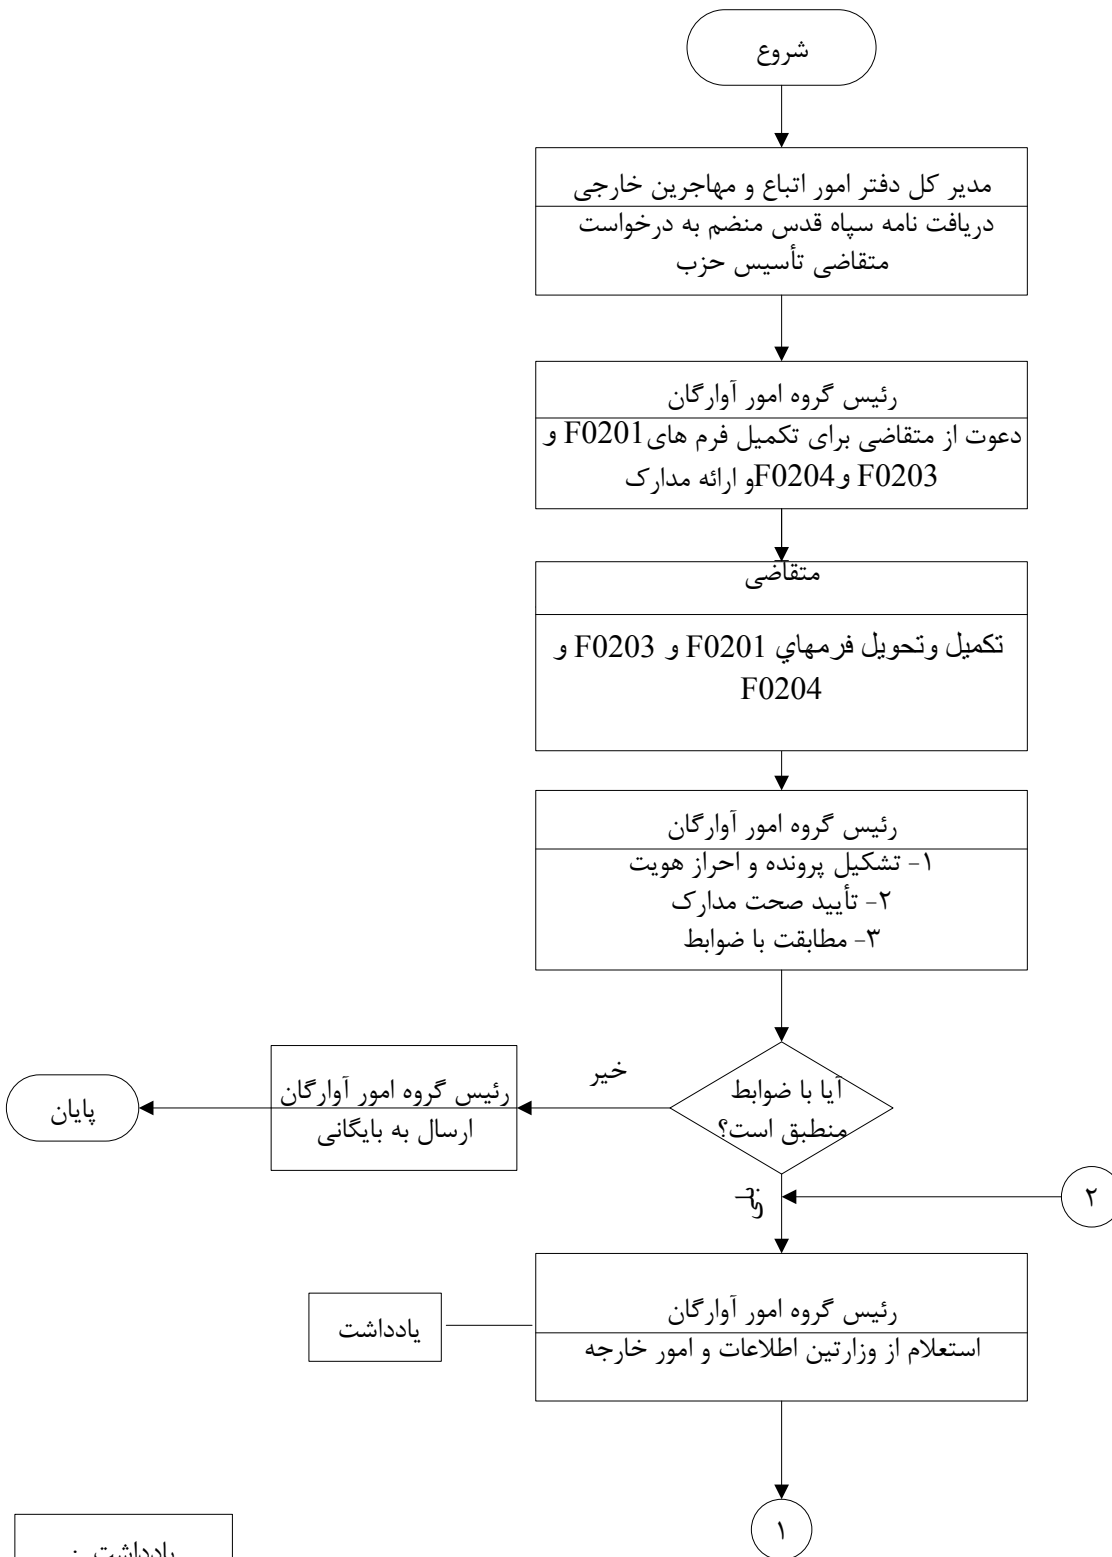 شروع
مدیر کل دفتر امور اتباع و مهاجرین خارجی
دریافت نامه سپاه قدس منضم به درخواست
متقاضی تأسیس حزب
رئیس گروه امور آوارگان
دعوت از متقاضی برای تکمیل فرم های F0201 و
F0203 و F0204 و ارائه مدارک
متقاضی
تکمیل وتحویل فرمهاي F0201 و F0203 و
F0204
رئیس گروه امور آوارگان
۱- تشکیل پرونده و احراز هویت
۲- تأیید صحت مدارک
۳- مطابقت با ضوابط
آیا با ضوابط
منطبق است؟
خیر
رئیس گروه امور آوارگان
ارسال به بایگانی
پایان
بلی
۲
رئیس گروه امور آوارگان
استعلام از وزارتین اطلاعات و امور خارجه
یادداشت
۱
یادداشت :